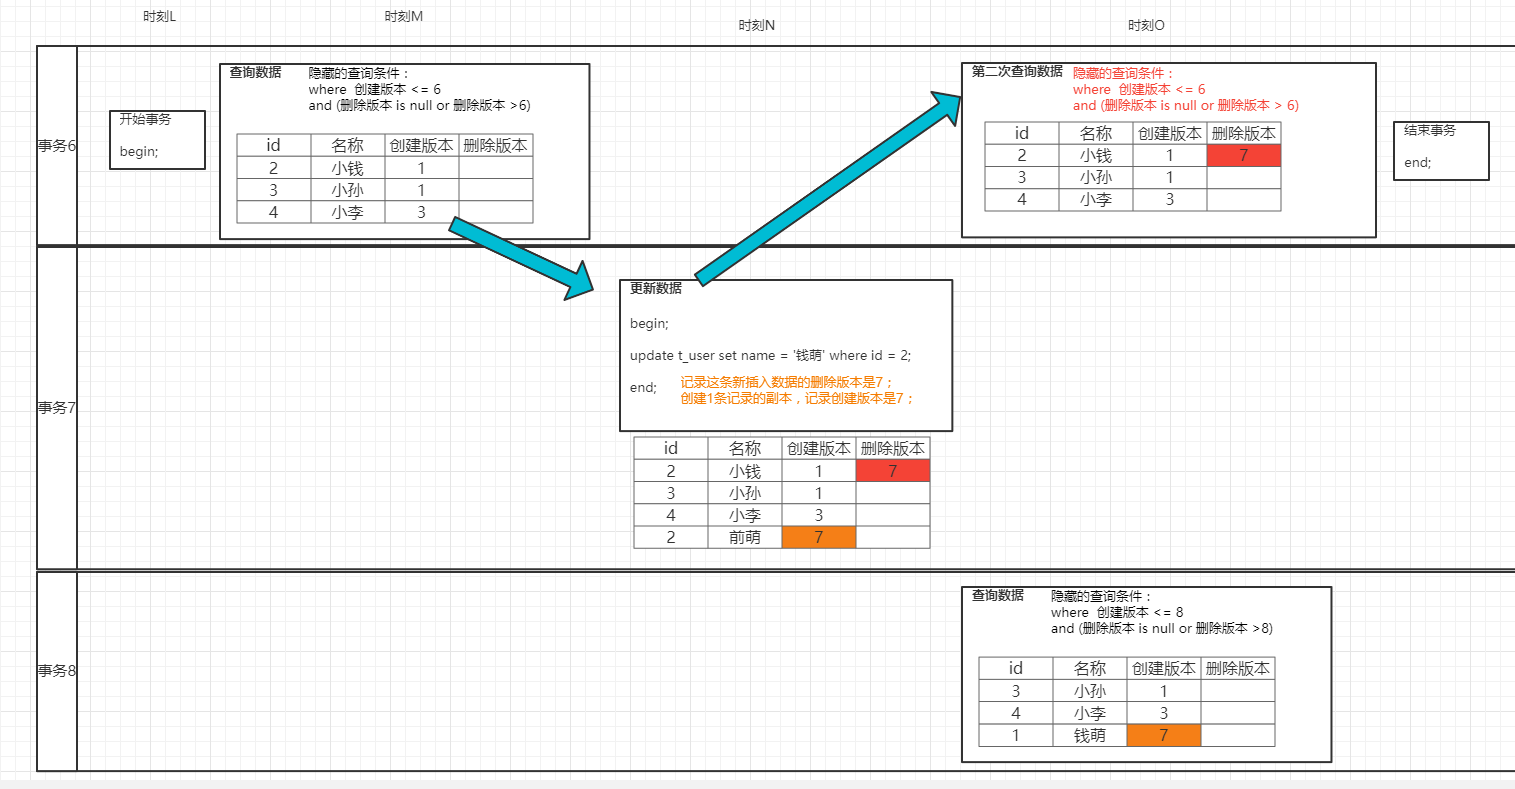 时刻L
时刻M
时刻N
时刻O
事务6
开始事务
begin;
查询数据
隐藏的查询条件：
where 创建版本 <= 6
and (删除版本 is null or 删除版本 >6)
id 名称 创建版本 删除版本
2 小钱 1
3 小孙 1
4 小李 3
第二次查询数据
隐藏的查询条件：
where 创建版本 <= 6
and (删除版本 is null or 删除版本 > 6)
id 名称 创建版本 删除版本
2 小钱 1 7
3 小孙 1
4 小李 3
结束事务
end;
事务7
更新数据
begin;
update t_user set name = '钱萌' where id = 2;
end;
记录这条新插入数据的删除版本是7；
创建1条记录的副本，记录创建版本是7；
id 名称 创建版本 删除版本
2 小钱 1 7
3 小孙 1
4 小李 3
2 前萌 7
事务8
查询数据
隐藏的查询条件：
where 创建版本 <= 8
and (删除版本 is null or 删除版本 >8)
id 名称 创建版本 删除版本
3 小孙 1
4 小李 3
1 钱萌 7